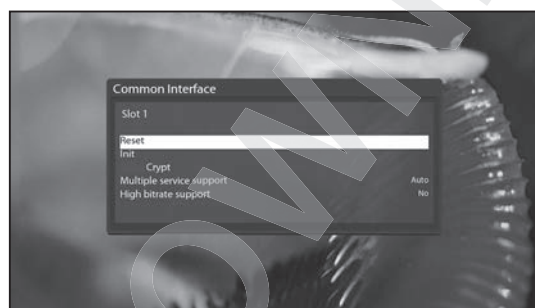 Common Interface
Slot 1
Reset
Init
Crypt
Multiple service support Auto
High bitrate support No